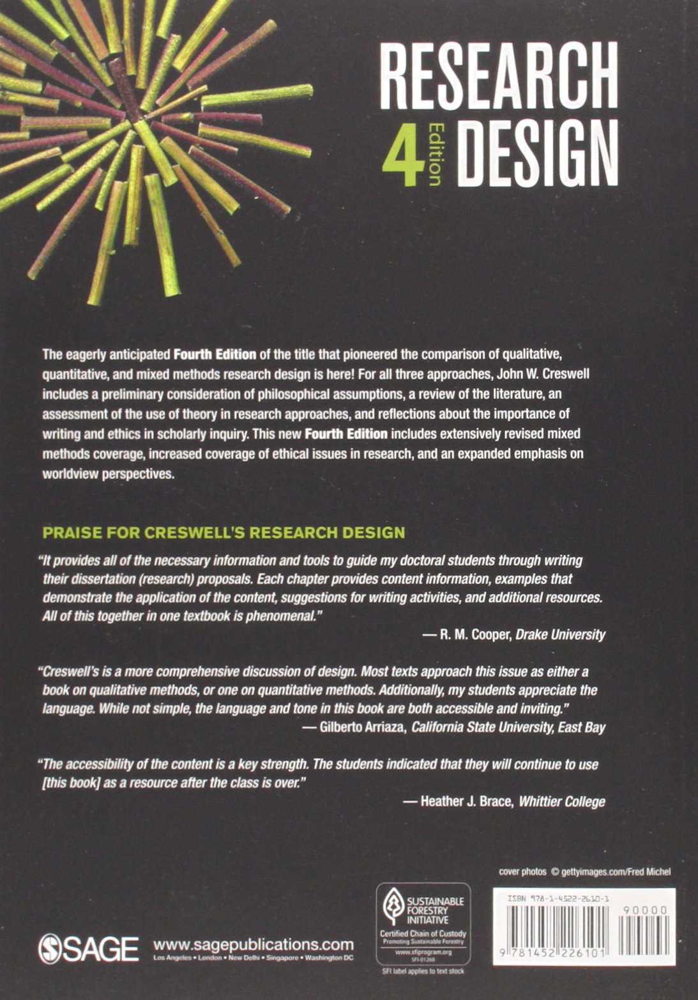 RESEARCH
4 Edition DESIGN
The eagerly anticipated Fourth Edition of the title that pioneered the comparison of qualitative,
quantitative, and mixed methods research design is here! For all three approaches, John W. Creswell
includes a preliminary consideration of philosophical assumptions, a review of the literature, an
assessment of the use of theory in research approaches, and reflections about the importance of
writing and ethics in scholarly inquiry. This new Fourth Edition includes extensively revised mixed
methods coverage, increased coverage of ethical issues in research, and an expanded emphasis on
worldview perspectives.
PRAISE FOR CRESWELL'S RESEARCH DESIGN
“It provides all of the necessary information and tools to guide my doctoral students through writing
their dissertation (research) proposals. Each chapter provides content information, examples that
demonstrate the application of the content, suggestions for writing activities, and additional resources.
All of this together in one textbook is phenomenal.”
— R. M. Cooper, Drake University
“Creswell’s is a more comprehensive discussion of design. Most texts approach this issue as either a
book on qualitative methods, or one on quantitative methods. Additionally, my students appreciate the
language. While not simple, the language and tone in this book are both accessible and inviting.”
— Gilberto Arriaza, California State University, East Bay
“The accessibility of the content is a key strength. The students indicated that they will continue to use
[this book] as a resource after the class is over.”
— Heather J. Brace, Whittier College
cover photos © gettyimages.com/Fred Michel
SAGE
www.sagepublications.com
Los Angeles • London • New Delhi • Singapore • Washington DC
SUSTAINABLE
FORESTRY
INITIATIVE
Certified Chain of Custody
Promoting Sustainable Forestry
www.sfiprogram.org
SFI-01268
SFI label applies to text stock
ISBN 978-1-4522-2610-1
90000
9 781452 226101